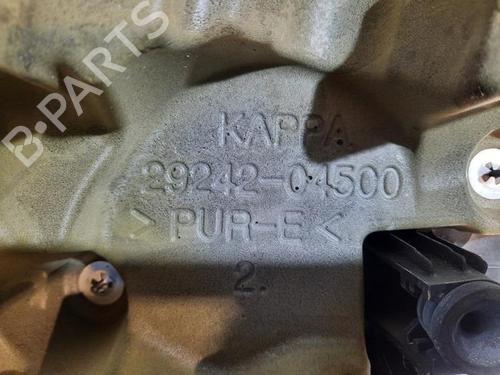 B-PARTS
KAPPA
29242-04500
> PUR-E <
2.